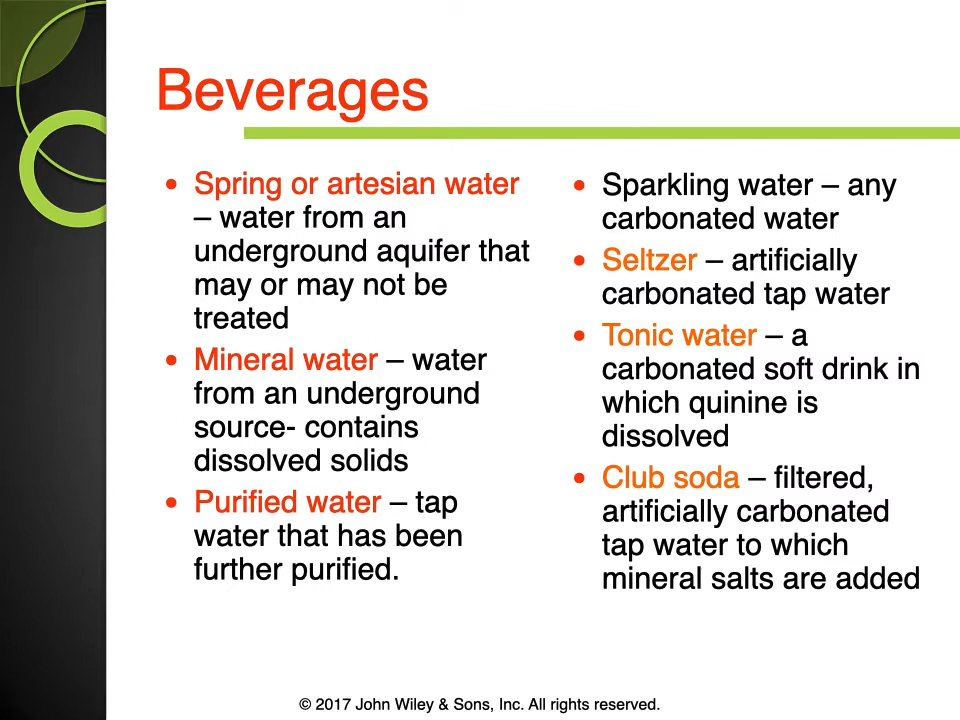 Beverages
Spring or artesian water
– water from an
underground aquifer that
may or may not be
treated
Mineral water – water
from an underground
source- contains
dissolved solids
Purified water – tap
water that has been
further purified.
Sparkling water – any
carbonated water
Seltzer – artificially
carbonated tap water
Tonic water – a
carbonated soft drink in
which quinine is
dissolved
Club soda – filtered,
artificially carbonated
tap water to which
mineral salts are added
© 2017 John Wiley & Sons, Inc. All rights reserved.